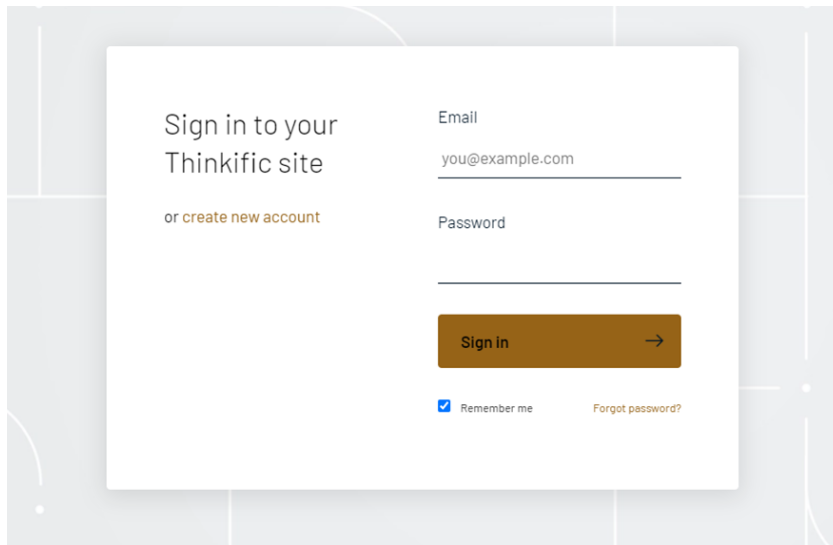 Sign in to your
Thinkific site
or create new account
Email
you@example.com
Password
Sign in
Remember me
Forgot password?